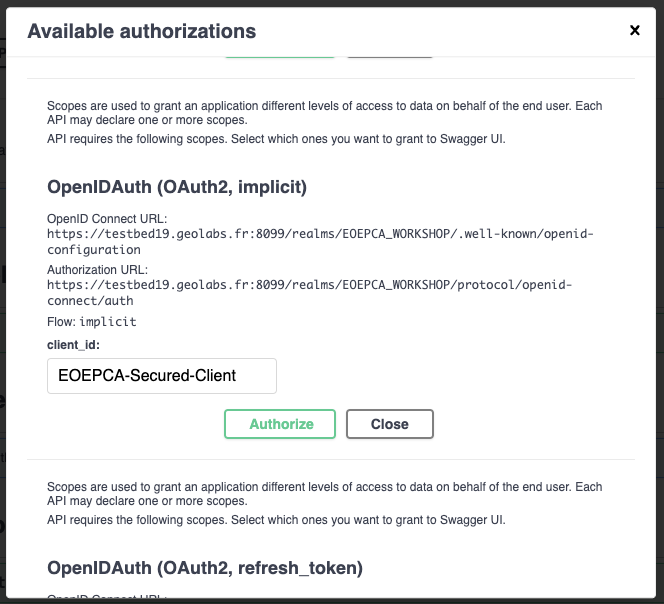 Available authorizations
×
Scopes are used to grant an application different levels of access to data on behalf of the end user. Each
API may declare one or more scopes.
API requires the following scopes. Select which ones you want to grant to Swagger UI.
OpenIDAuth (OAuth2, implicit)
OpenID Connect URL:
https://testbed19.geolabs.fr:8099/realms/EOEPCA_WORKSHOP/.well-known/openid-
configuration
Authorization URL:
https://testbed19.geolabs.fr:8099/realms/EOEPCA_WORKSHOP/protocol/openid-
connect/auth
Flow: implicit
client_id:
EOEPCA-Secured-Client
Authorize
Close
Scopes are used to grant an application different levels of access to data on behalf of the end user. Each
API may declare one or more scopes.
API requires the following scopes. Select which ones you want to grant to Swagger UI.
OpenIDAuth (OAuth2, refresh_token)
OpenID Connect URL: